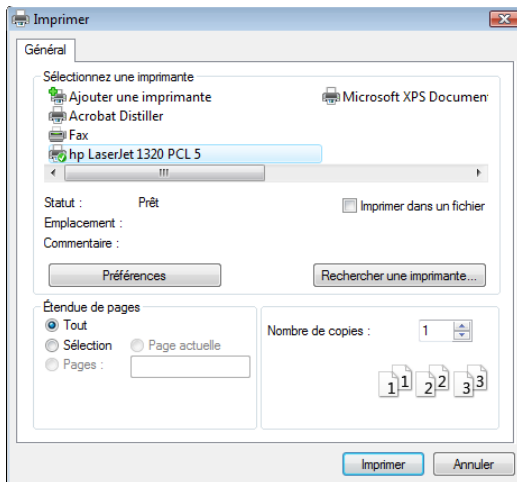 Imprimer
Général
Sélectionnez une imprimante
Ajouter une imprimante
Microsoft XPS Documen
Acrobat Distiller
Fax
hp LaserJet 1320 PCL 5
Statut : Prêt
Imprimer dans un fichier
Emplacement :
Commentaire :
Préférences
Rechercher une imprimante...
Étendue de pages
Tout
Sélection
Page actuelle
Pages :
Nombre de copies : 1
1 1 2 2 3 3
Imprimer
Annuler